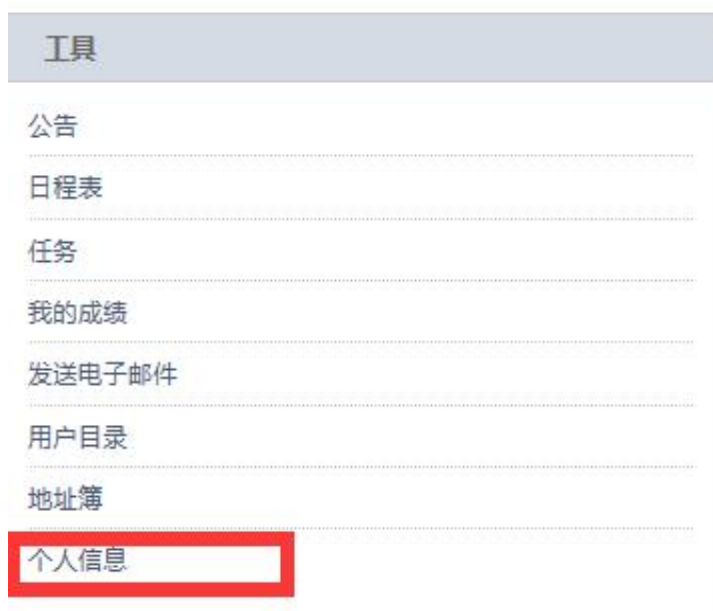 工具
公告
日程表
任务
我的成绩
发送电子邮件
用户目录
地址簿
个人信息